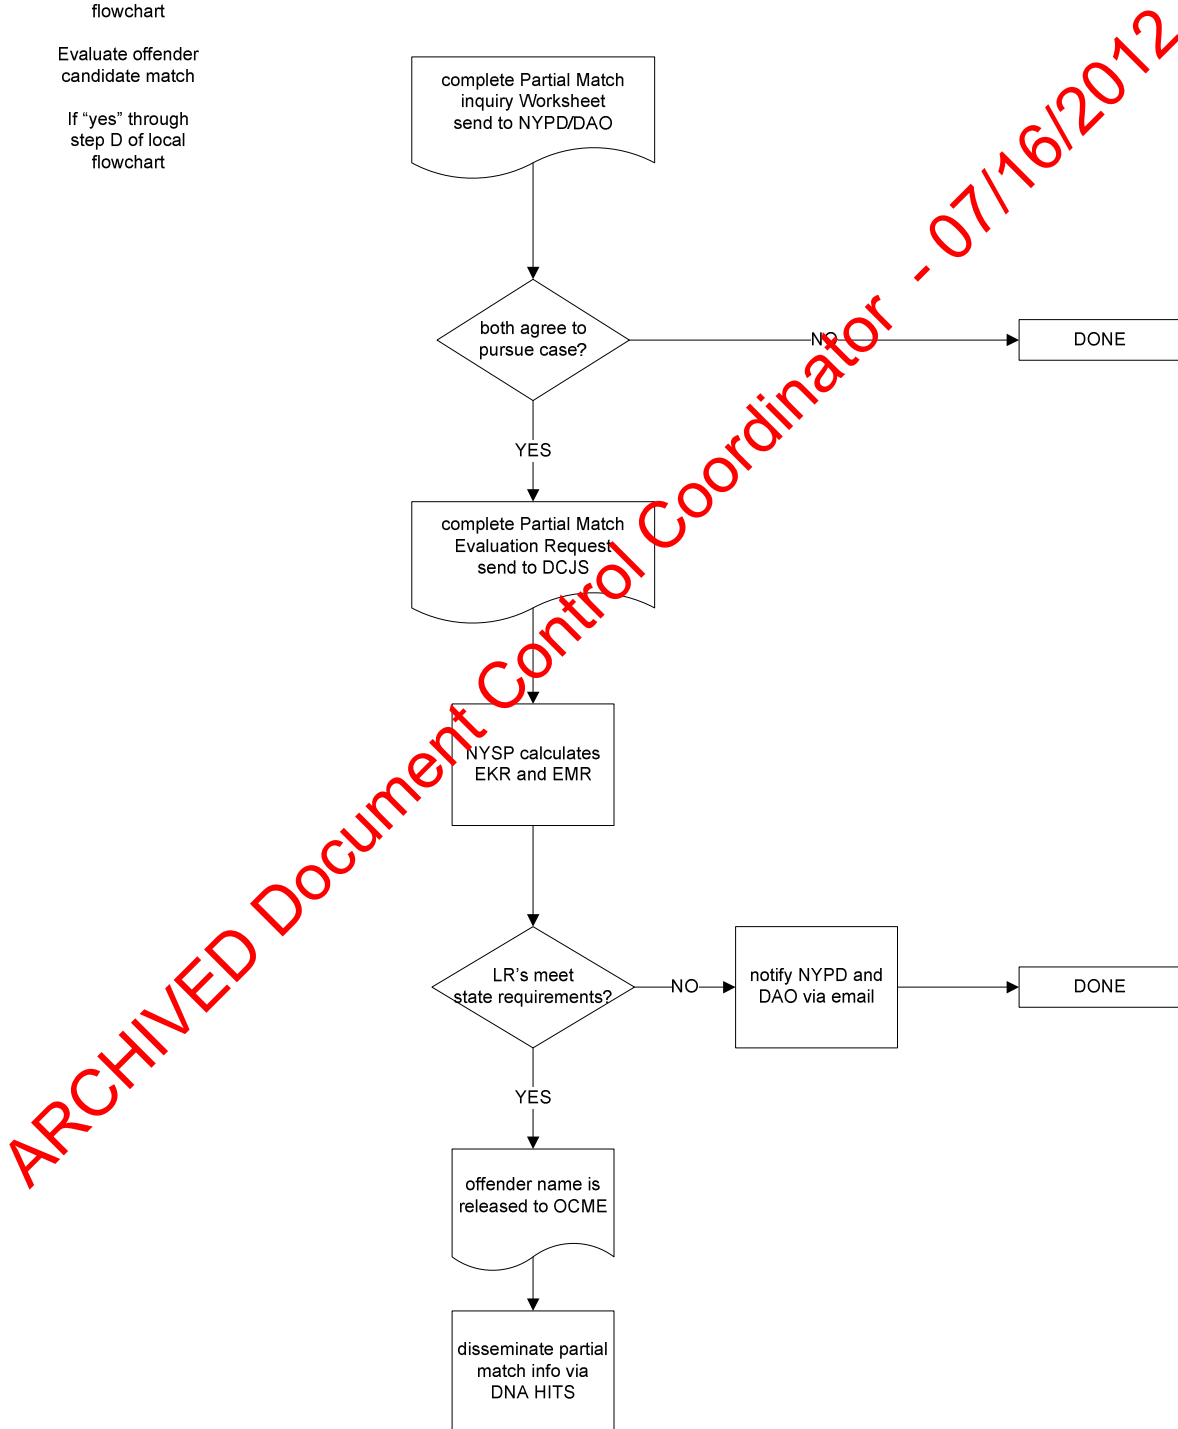 flowchart
Evaluate offender
candidate match
If “yes” through
step D of local
flowchart
complete Partial Match
inquiry Worksheet
send to NYPD/DAO
both agree to
pursue case?
NO
DONE
YES
complete Partial Match
Evaluation Request
send to DCJS
NYSP calculates
EKR and EMR
LR’s meet
state requirements?
NO
notify NYPD and
DAO via email
DONE
YES
offender name is
released to OCME
disseminate partial
match info via
DNA HITS
ARCHIVED Document Control Coordinator - 07/16/2012